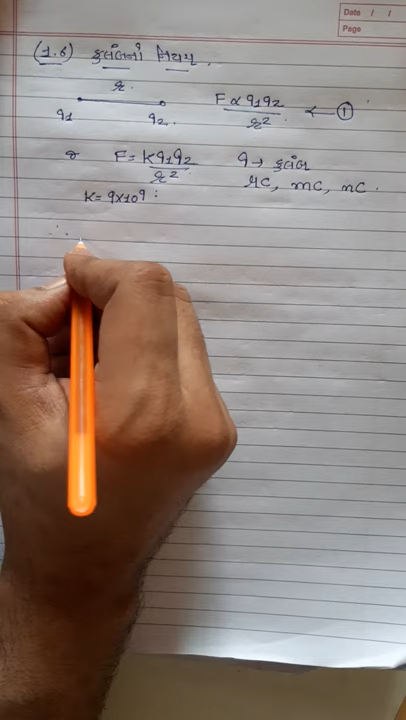 Date / /
Page
(1.6) કુલંબનો નિયમ.
r
q1 q2
F ∝ q1q2 / r² ← ①
r F = Kq1q2 / r² q → કુલંબ
μC, mC, nC.
K = 9×10⁹ :
∴